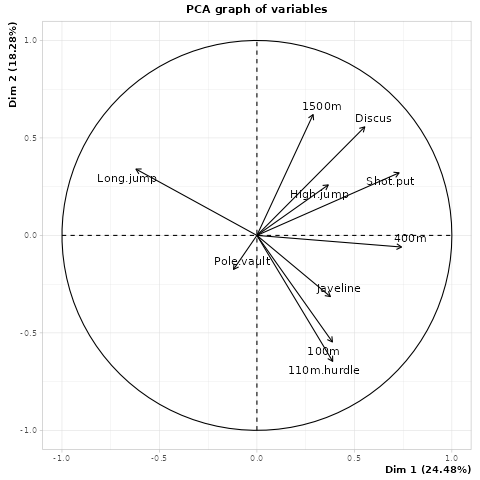 PCA graph of variables
Dim 2 (18.28%)
1.0
0.5
0.0
-0.5
-1.0
1500m
Discus
Long.jump
High.jump
Shot.put
400m
Pole.vault
Javeline
100m
110m.hurdle
-1.0 -0.5 0.0 0.5 1.0
Dim 1 (24.48%)